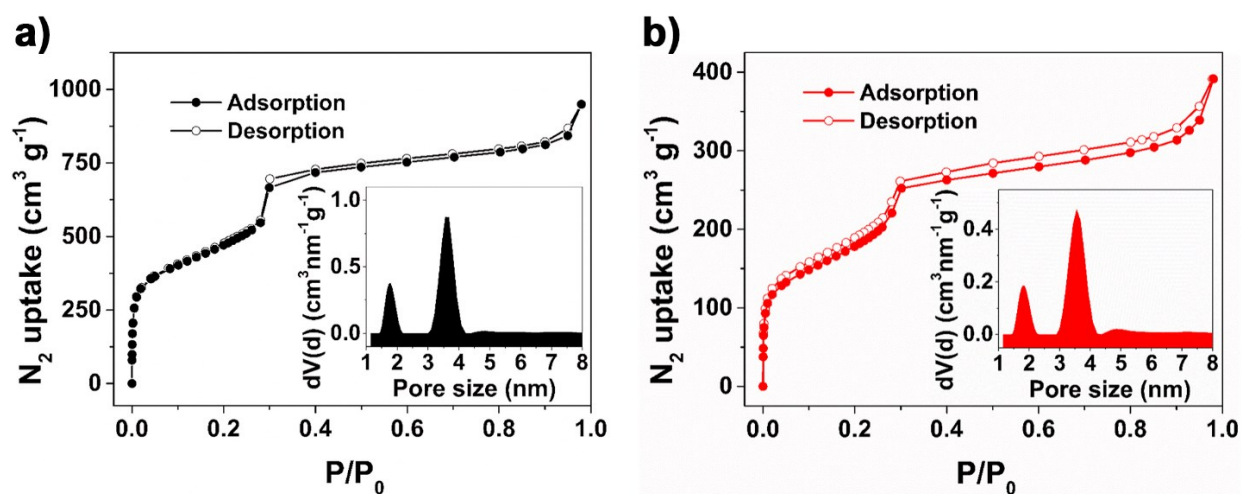 a)
N₂ uptake (cm³ g⁻¹)
1000
750
500
250
0
Adsorption
Desorption
dV(d) (cm³nm⁻¹g⁻¹)
1.0
0.5
0.0
1 2 3 4 5 6 7 8
Pore size (nm)
0.0 0.2 0.4 0.6 0.8 1.0
P/P₀
b)
N₂ uptake (cm³ g⁻¹)
400
300
200
100
0
Adsorption
Desorption
dV(d) (cm³nm⁻¹g⁻¹)
0.4
0.2
0.0
1 2 3 4 5 6 7 8
Pore size (nm)
0.0 0.2 0.4 0.6 0.8 1.0
P/P₀